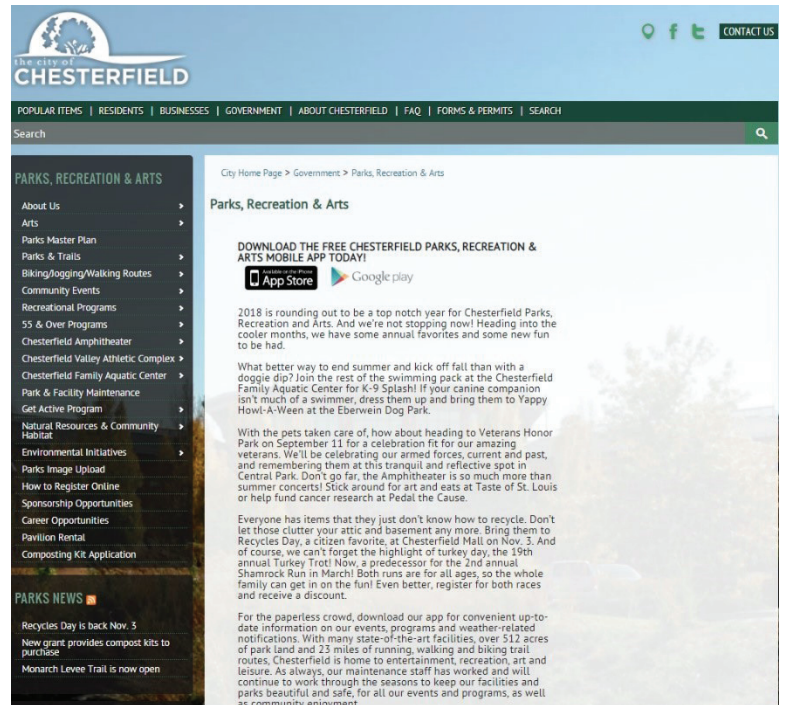 the city of
CHESTERFIELD
CONTACT US
POPULAR ITEMS | RESIDENTS | BUSINESSES | GOVERNMENT | ABOUT CHESTERFIELD | FAQ | FORMS & PERMITS | SEARCH
Search
PARKS, RECREATION & ARTS
About Us
Arts
Parks Master Plan
Parks & Trails
Biking/Jogging/Walking Routes
Community Events
Recreational Programs
55 & Over Programs
Chesterfield Amphitheater
Chesterfield Valley Athletic Complex
Chesterfield Family Aquatic Center
Park & Facility Maintenance
Get Active Program
Natural Resources & Community
Habitat
Environmental Initiatives
Parks Image Upload
How to Register Online
Sponsorship Opportunities
Career Opportunities
Pavilion Rental
Composting Kit Application
PARKS NEWS
Recycles Day is back Nov. 3
New grant provides compost kits to
purchase
Monarch Levee Trail is now open
City Home Page > Government > Parks, Recreation & Arts
Parks, Recreation & Arts
DOWNLOAD THE FREE CHESTERFIELD PARKS, RECREATION &
ARTS MOBILE APP TODAY!
Available on the iPhone
App Store
Google play
2018 is rounding out to be a top notch year for Chesterfield Parks,
Recreation and Arts. And we're not stopping now! Heading into the
cooler months, we have some annual favorites and some new fun
to be had.
What better way to end summer and kick off fall than with a
doggie dip? Join the rest of the swimming pack at the Chesterfield
Family Aquatic Center for K-9 Splash! If your canine companion
isn't much of a swimmer, dress them up and bring them to Yappy
Howl-A-Ween at the Eberwein Dog Park.
With the pets taken care of, how about heading to Veterans Honor
Park on September 11 for a celebration fit for our amazing
veterans. We'll be celebrating our armed forces, current and past,
and remembering them at this tranquil and reflective spot in
Central Park. Don't go far, the Amphitheater is so much more than
summer concerts! Stick around for art and eats at Taste of St. Louis
or help fund cancer research at Pedal the Cause.
Everyone has items that they just don't know how to recycle. Don't
let those clutter your attic and basement any more. Bring them to
Recycles Day, a citizen favorite, at Chesterfield Mall on Nov. 3. And
of course, we can't forget the highlight of turkey day, the 19th
annual Turkey Trot! Now, a predecessor for the 2nd annual
Shamrock Run in March! Both runs are for all ages, so the whole
family can get in on the fun! Even better, register for both races
and receive a discount.
For the paperless crowd, download our app for convenient up-to-
date information on our events, programs and weather-related
notifications. With many state-of-the-art facilities, over 512 acres
of park land and 23 miles of running, walking and biking trail
routes, Chesterfield is home to entertainment, recreation, art and
leisure. As always, our maintenance staff has worked and will
continue to work through the seasons to keep our facilities and
parks beautiful and safe, for all our events and programs, as well
as community enjoyment.